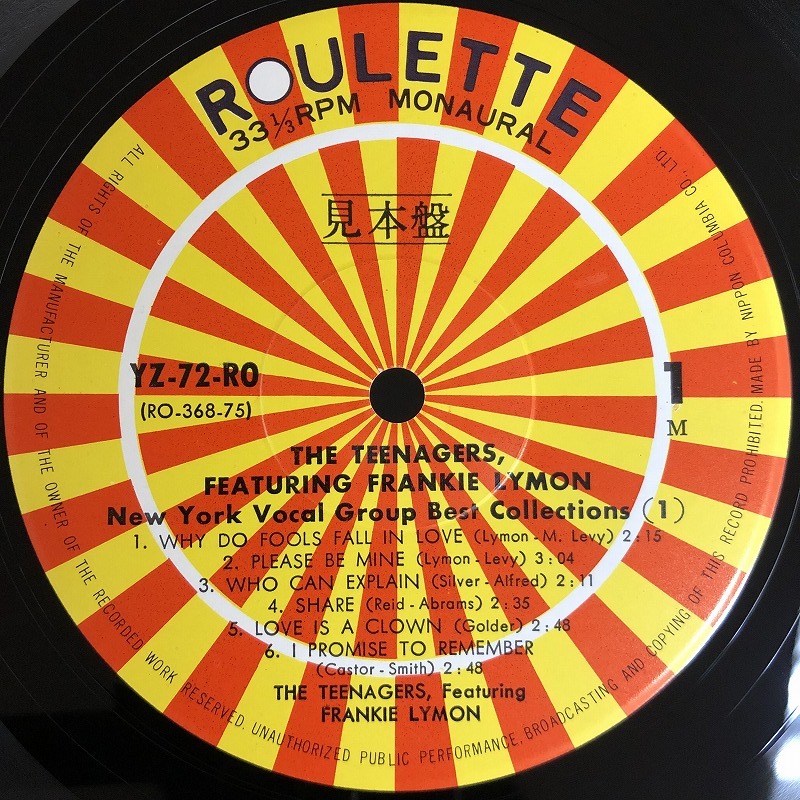 ROULETTE
33 1/3 RPM MONAURAL
見本盤
YZ-72-RO
(RO-368-75)
1
M
THE TEENAGERS,
FEATURING FRANKIE LYMON
New York Vocal Group Best Collections (1)
1. WHY DO FOOLS FALL IN LOVE (Lymon-M. Levy) 2:15
2. PLEASE BE MINE (Lymon-Levy) 3:04
3. WHO CAN EXPLAIN (Silver-Alfred) 2:11
4. SHARE (Reid-Abrams) 2:35
5. LOVE IS A CLOWN (Golder) 2:48
6. I PROMISE TO REMEMBER
(Castor-Smith) 2:48
THE TEENAGERS, Featuring
FRANKIE LYMON
ALL RIGHTS OF THE MANUFACTURER AND OF THE OWNER OF THE RECORDED WORK RESERVED. UNAUTHORIZED PUBLIC PERFORMANCE, BROADCASTING AND COPYING OF THIS RECORD PROHIBITED. MADE BY NIPPON COLUMBIA CO., LTD.